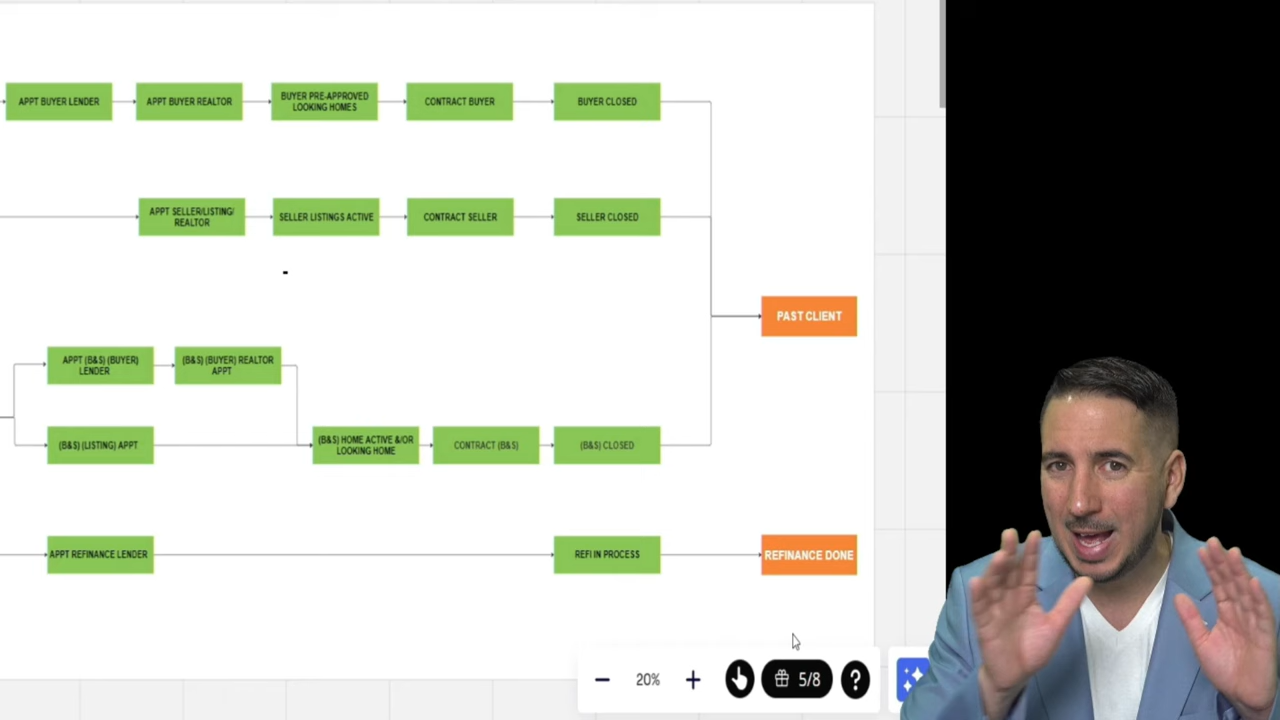 APPT BUYER LENDER
APPT BUYER REALTOR
BUYER PRE-APPROVED
LOOKING HOMES
CONTRACT BUYER
BUYER CLOSED
APPT SELLER/LISTING/
REALTOR
SELLER LISTINGS ACTIVE
CONTRACT SELLER
SELLER CLOSED
-
PAST CLIENT
APPT (B&S) (BUYER)
LENDER
(B&S) (BUYER) REALTOR
APPT
(B&S) (LISTING) APPT
(B&S) HOME ACTIVE &/OR
LOOKING HOME
CONTRACT (B&S)
(B&S) CLOSED
APPT REFINANCE LENDER
REFI IN PROCESS
REFINANCE DONE
20%
5/8
?